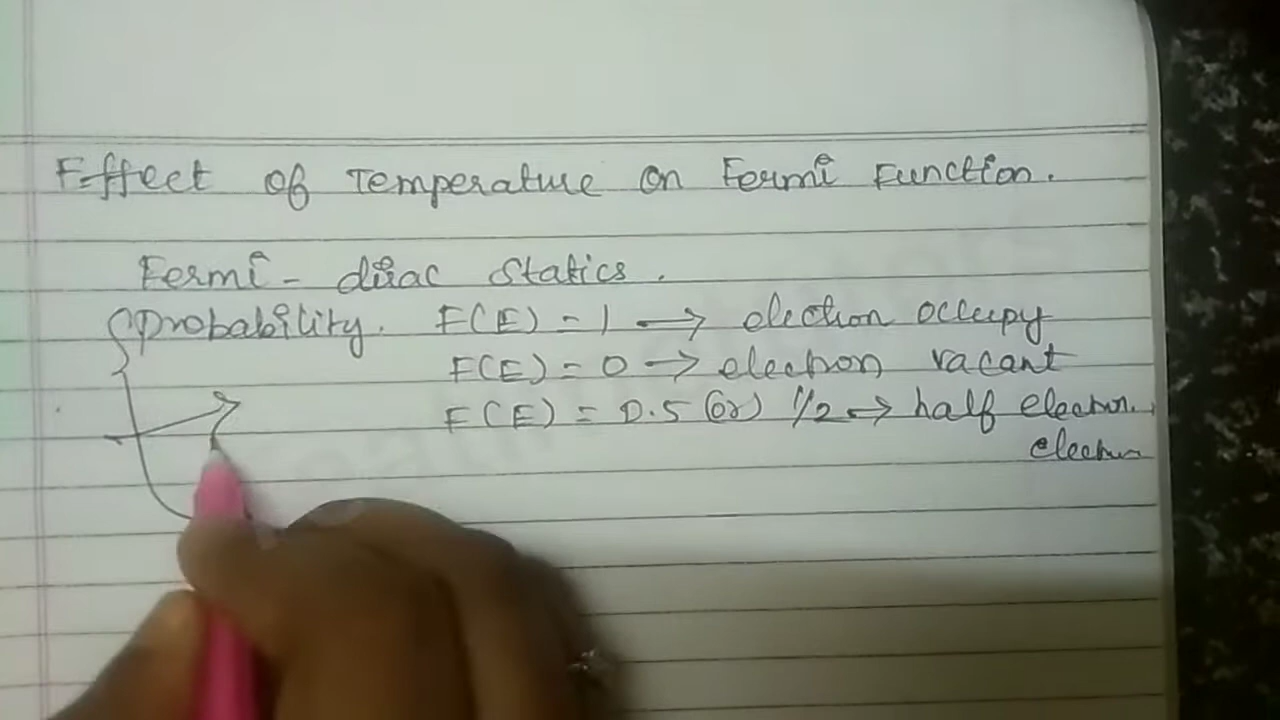 Effect of Temperature on Fermi Function.
Fermi - dirac Statics.
Probability. F(E) = 1 → election occupy
F(E) = 0 → electron vacant
F(E) = 0.5 (or) 1/2 → half electron.
electron